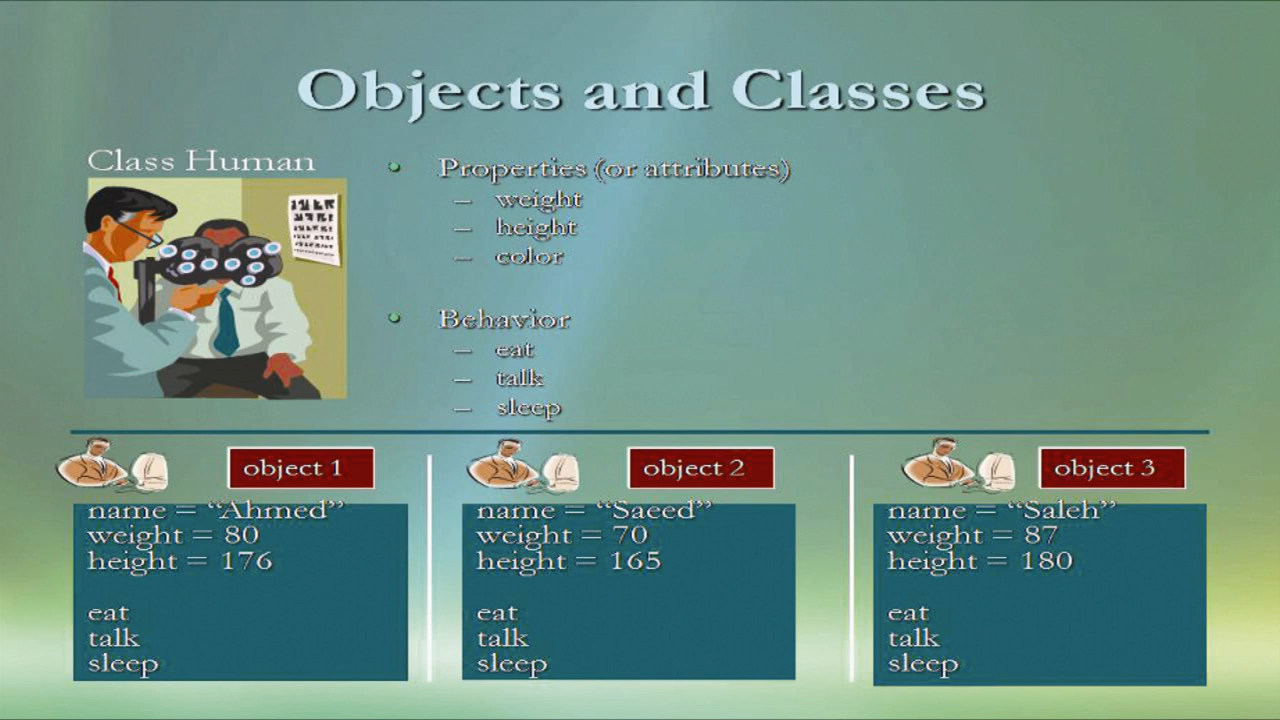 Objects and Classes
Class Human
• Properties (or attributes)
– weight
– height
– color
• Behavior
– eat
– talk
– sleep
object 1
name = “Ahmed”
weight = 80
height = 176
eat
talk
sleep
object 2
name = “Saeed”
weight = 70
height = 165
eat
talk
sleep
object 3
name = “Saleh”
weight = 87
height = 180
eat
talk
sleep